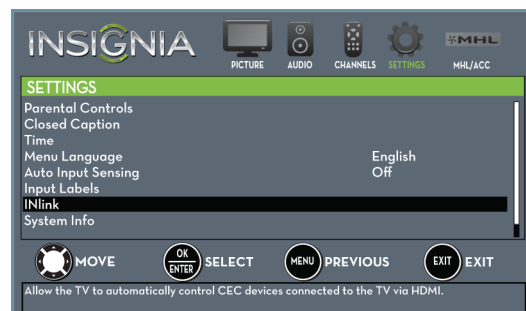 INSIGNIA
PICTURE AUDIO CHANNELS SETTINGS MHL/ACC
MHL
SETTINGS
Parental Controls
Closed Caption
Time
Menu Language English
Auto Input Sensing Off
Input Labels
INlink
System Info
MOVE OK ENTER SELECT MENU PREVIOUS EXIT EXIT
Allow the TV to automatically control CEC devices connected to the TV via HDMI.